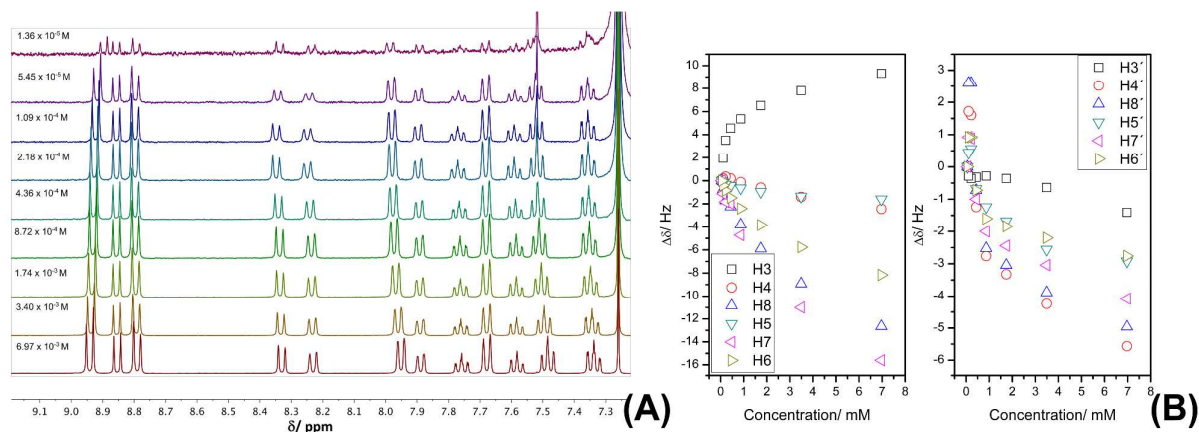 1.36 x 10-5 M
5.45 x 10-5 M
1.09 x 10-4 M
2.18 x 10-4 M
4.36 x 10-4 M
8.72 x 10-4 M
1.74 x 10-3 M
3.40 x 10-3 M
6.97 x 10-3 M
9.1 9.0 8.9 8.8 8.7 8.6 8.5 8.4 8.3 8.2 8.1 8.0 7.9 7.8 7.7 7.6 7.5 7.4 7.3
δ/ ppm
(A)
Δδ/ Hz
10
8
6
4
2
0
-2
-4
-6
-8
-10
-12
-14
-16
H3
H4
H8
H5
H7
H6
0 1 2 3 4 5 6 7 8
Concentration/ mM
Δδ/ Hz
3
2
1
0
-1
-2
-3
-4
-5
-6
H3´
H4´
H8´
H5´
H7´
H6´
0 1 2 3 4 5 6 7 8
Concentration/ mM
(B)